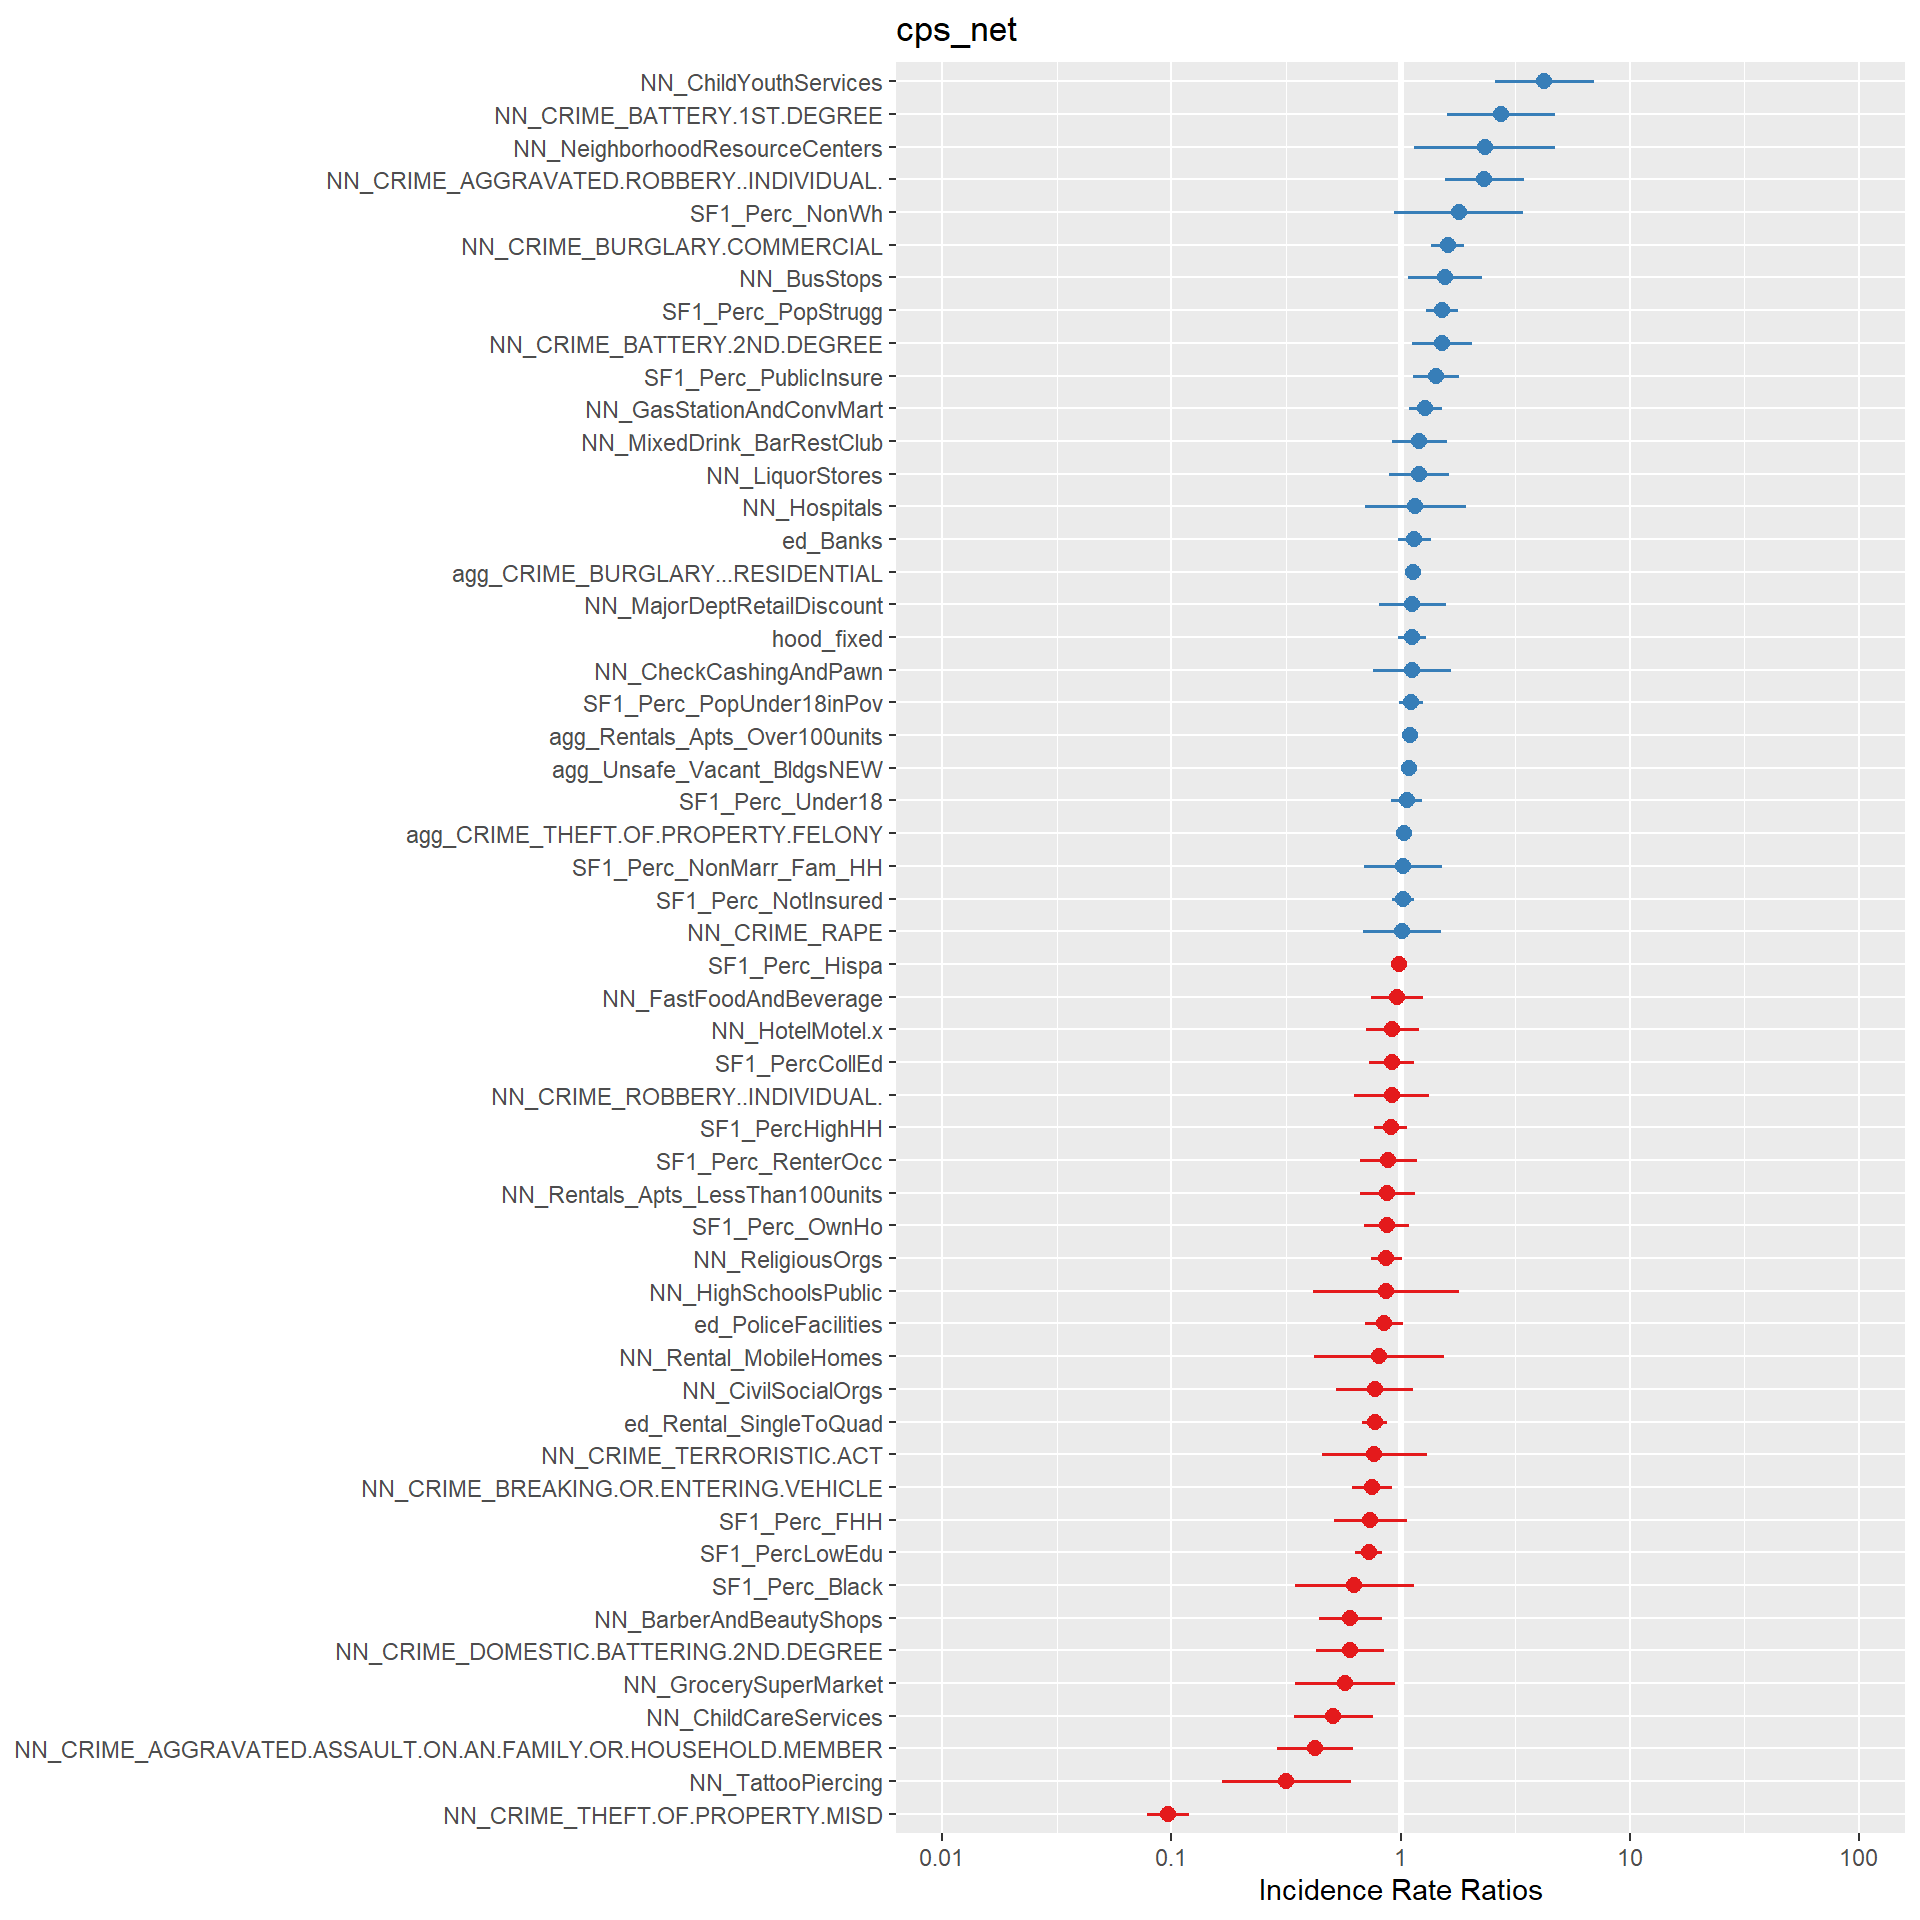 cps_net
NN_ChildYouthServices
NN_CRIME_BATTERY.1ST.DEGREE
NN_NeighborhoodResourceCenters
NN_CRIME_AGGRAVATED.ROBBERY..INDIVIDUAL.
SF1_Perc_NonWh
NN_CRIME_BURGLARY.COMMERCIAL
NN_BusStops
SF1_Perc_PopStrugg
NN_CRIME_BATTERY.2ND.DEGREE
SF1_Perc_PublicInsure
NN_GasStationAndConvMart
NN_MixedDrink_BarRestClub
NN_LiquorStores
NN_Hospitals
ed_Banks
agg_CRIME_BURGLARY...RESIDENTIAL
NN_MajorDeptRetailDiscount
hood_fixed
NN_CheckCashingAndPawn
SF1_Perc_PopUnder18inPov
agg_Rentals_Apts_Over100units
agg_Unsafe_Vacant_BldgsNEW
SF1_Perc_Under18
agg_CRIME_THEFT.OF.PROPERTY.FELONY
SF1_Perc_NonMarr_Fam_HH
SF1_Perc_NotInsured
NN_CRIME_RAPE
SF1_Perc_Hispa
NN_FastFoodAndBeverage
NN_HotelMotel.x
SF1_PercCollEd
NN_CRIME_ROBBERY..INDIVIDUAL.
SF1_PercHighHH
SF1_Perc_RenterOcc
NN_Rentals_Apts_LessThan100units
SF1_Perc_OwnHo
NN_ReligiousOrgs
NN_HighSchoolsPublic
ed_PoliceFacilities
NN_Rental_MobileHomes
NN_CivilSocialOrgs
ed_Rental_SingleToQuad
NN_CRIME_TERRORISTIC.ACT
NN_CRIME_BREAKING.OR.ENTERING.VEHICLE
SF1_Perc_FHH
SF1_PercLowEdu
SF1_Perc_Black
NN_BarberAndBeautyShops
NN_CRIME_DOMESTIC.BATTERING.2ND.DEGREE
NN_GrocerySuperMarket
NN_ChildCareServices
NN_CRIME_AGGRAVATED.ASSAULT.ON.AN.FAMILY.OR.HOUSEHOLD.MEMBER
NN_TattooPiercing
NN_CRIME_THEFT.OF.PROPERTY.MISD
0.01 0.1 1 10 100
Incidence Rate Ratios